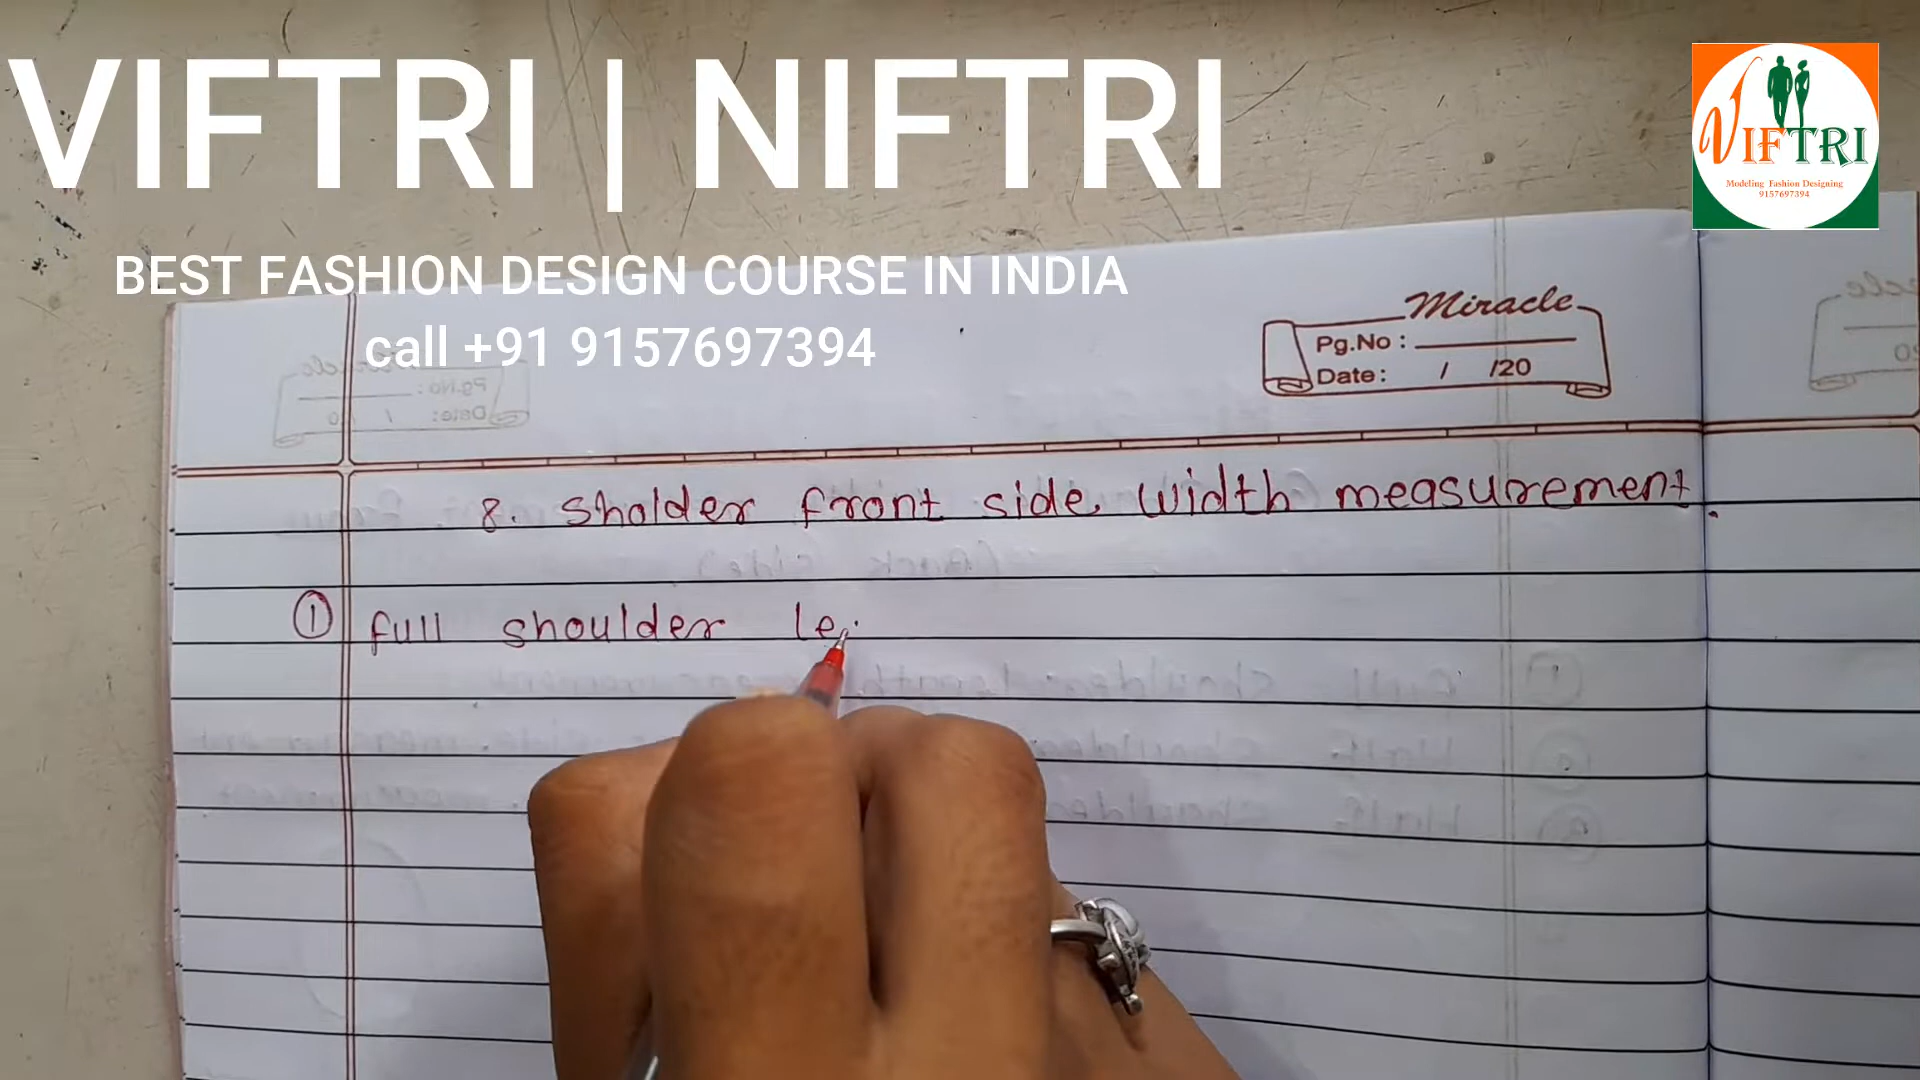 VIFTRI | NIFTRI
BEST FASHION DESIGN COURSE IN INDIA
call +91 9157697394
VIFTRI
Modeling Fashion Designing
9157697394
Miracle
Pg.No :
Date: / /20
8. Sholder front side width measurement.
① full shoulder le